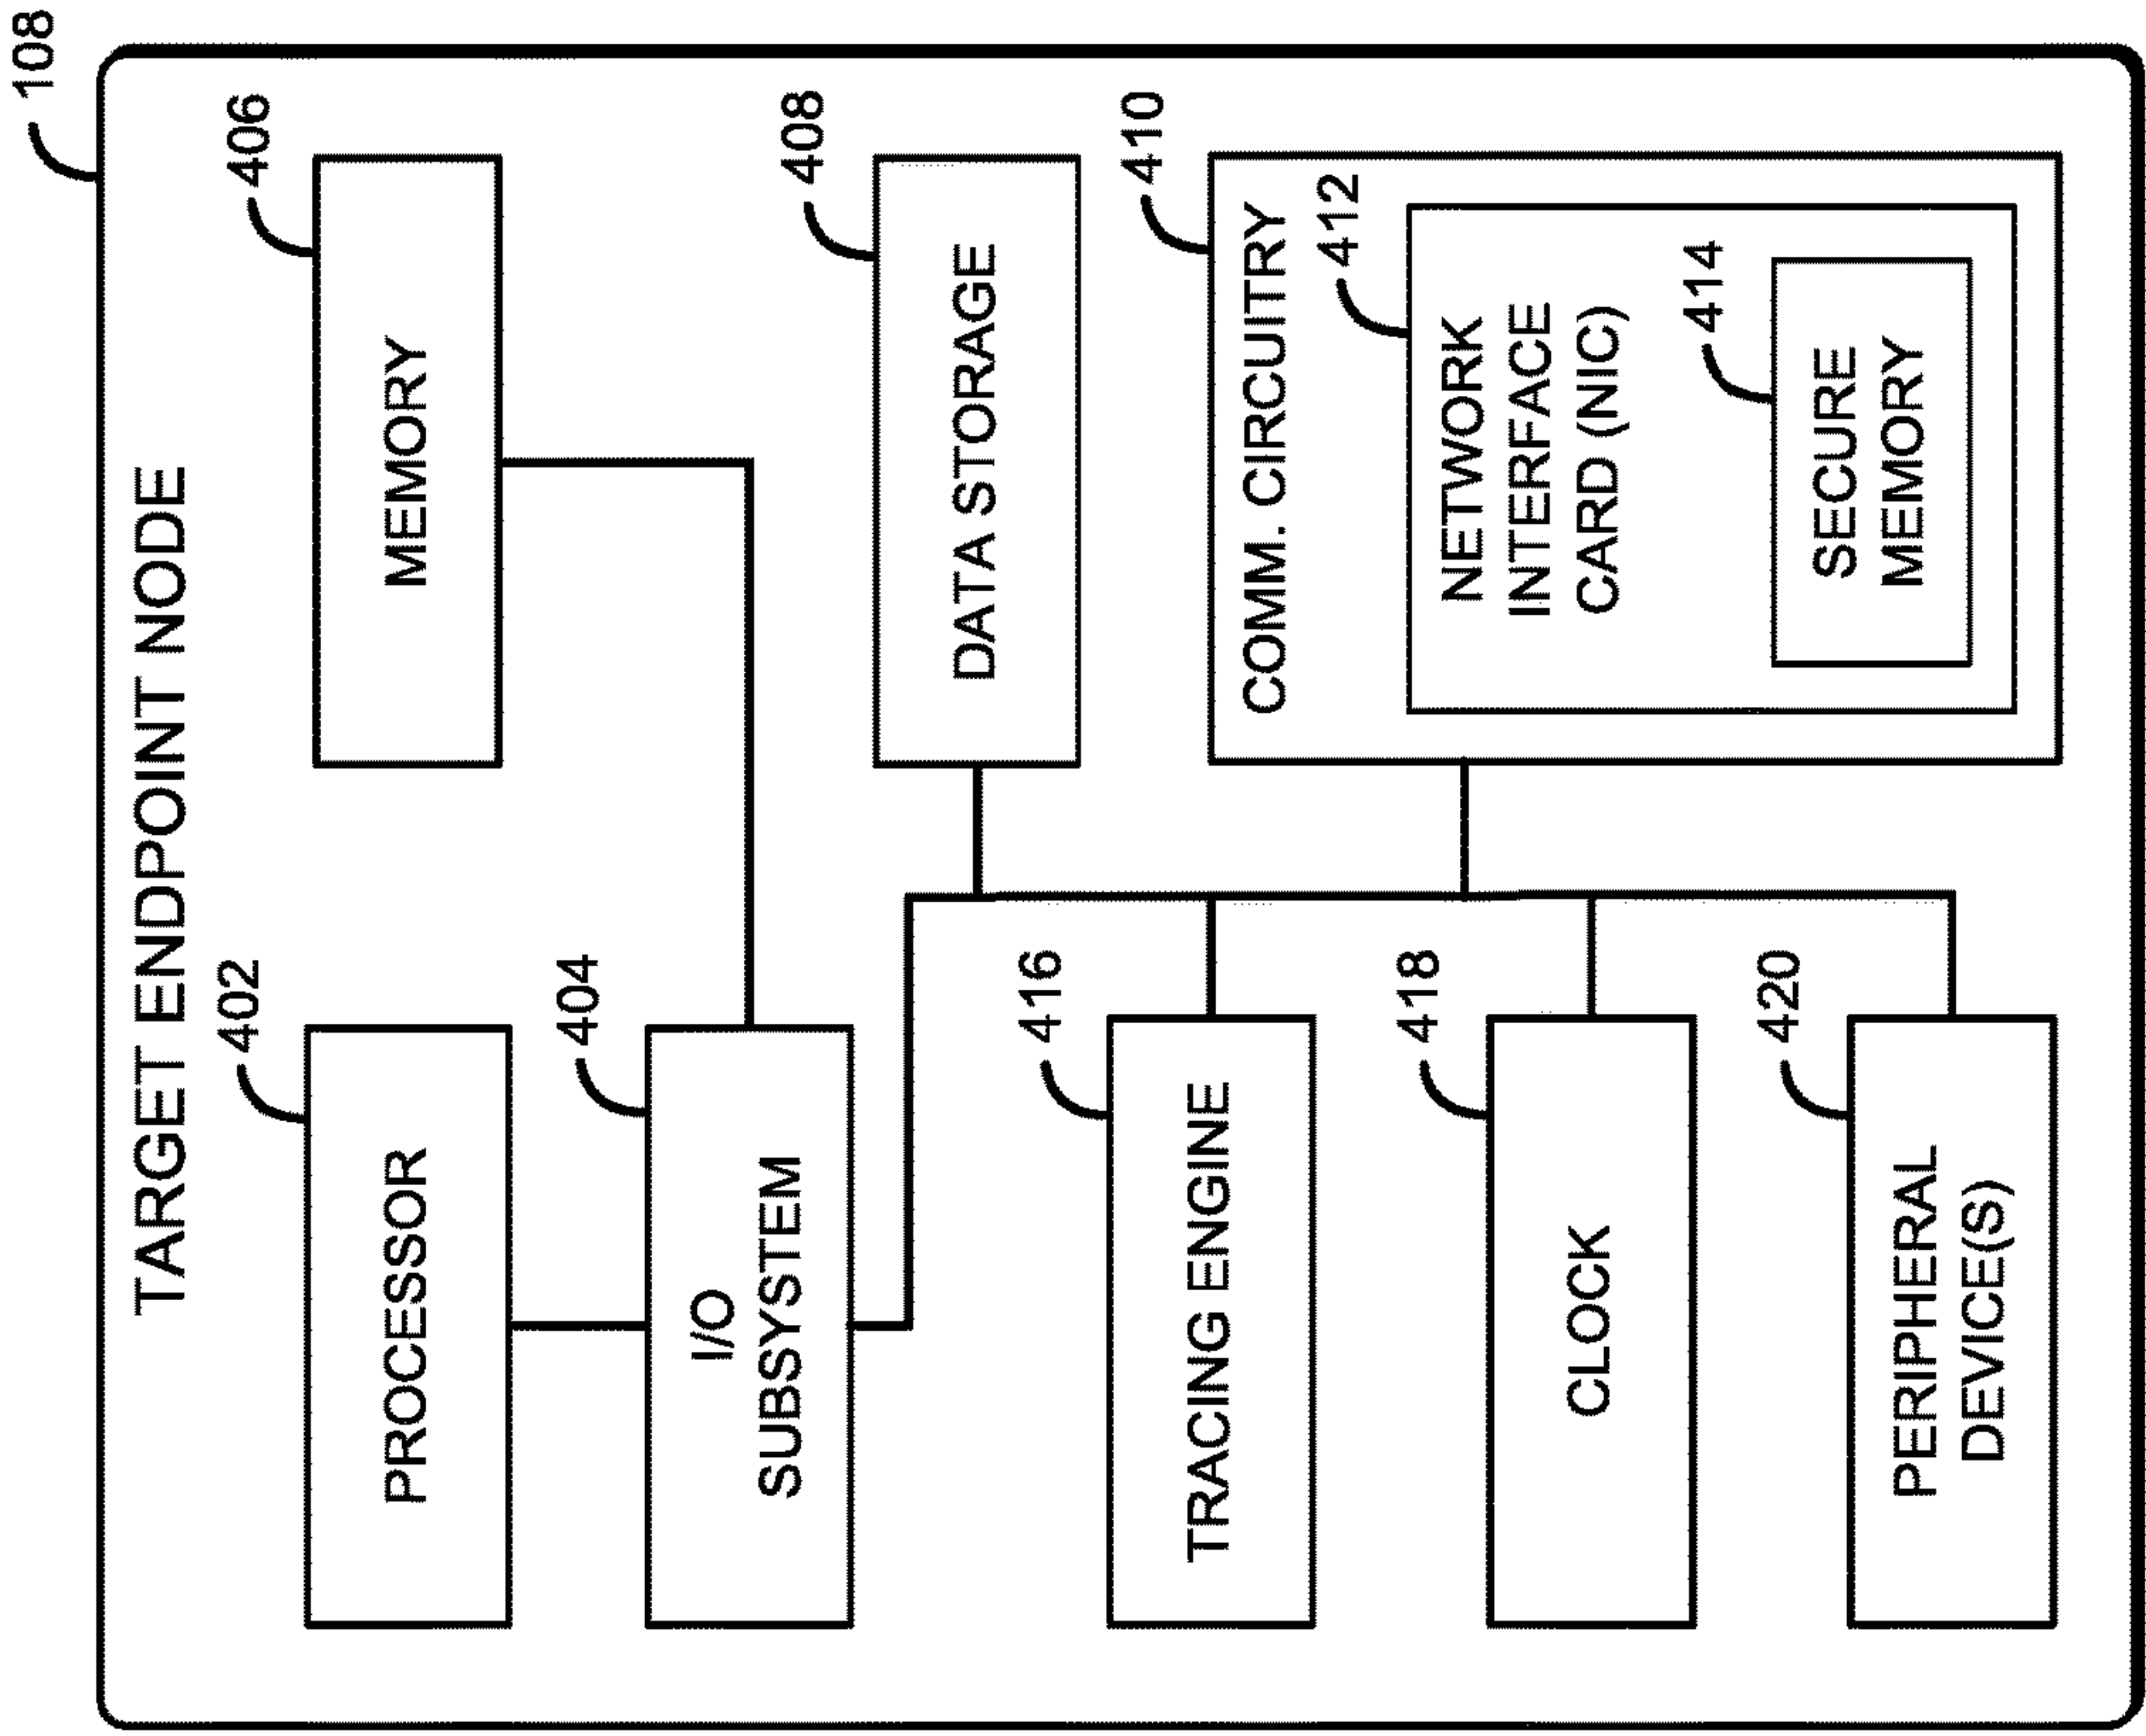 108
TARGET ENDPOINT NODE
402
PROCESSOR
406
MEMORY
404
I/O
SUBSYSTEM
408
DATA STORAGE
416
TRACING ENGINE
410
COMM. CIRCUITRY
412
NETWORK
INTERFACE
CARD (NIC)
414
SECURE
MEMORY
418
CLOCK
420
PERIPHERAL
DEVICE(S)